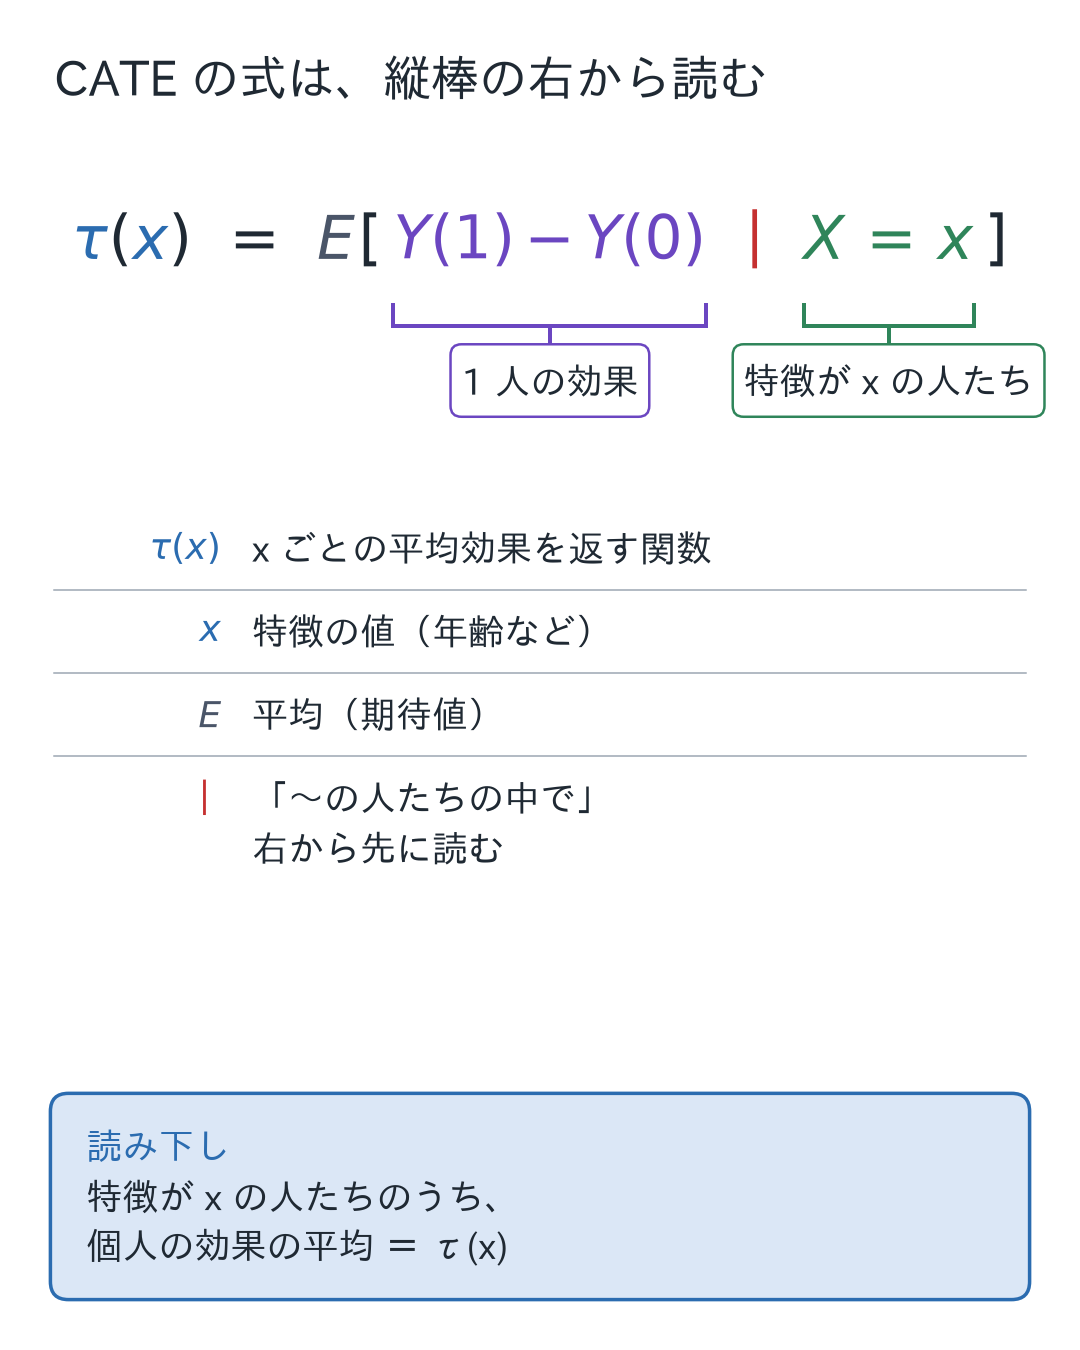 CATE の式は、縦棒の右から読む
τ(x) = E[ Y(1) − Y(0) | X = x ]
1 人の効果
特徴が x の人たち
τ(x) x ごとの平均効果を返す関数
x 特徴の値（年齢など）
E 平均（期待値）
| 「～の人たちの中で」
右から先に読む
読み下し
特徴が x の人たちのうち、
個人の効果の平均 ＝ τ (x)